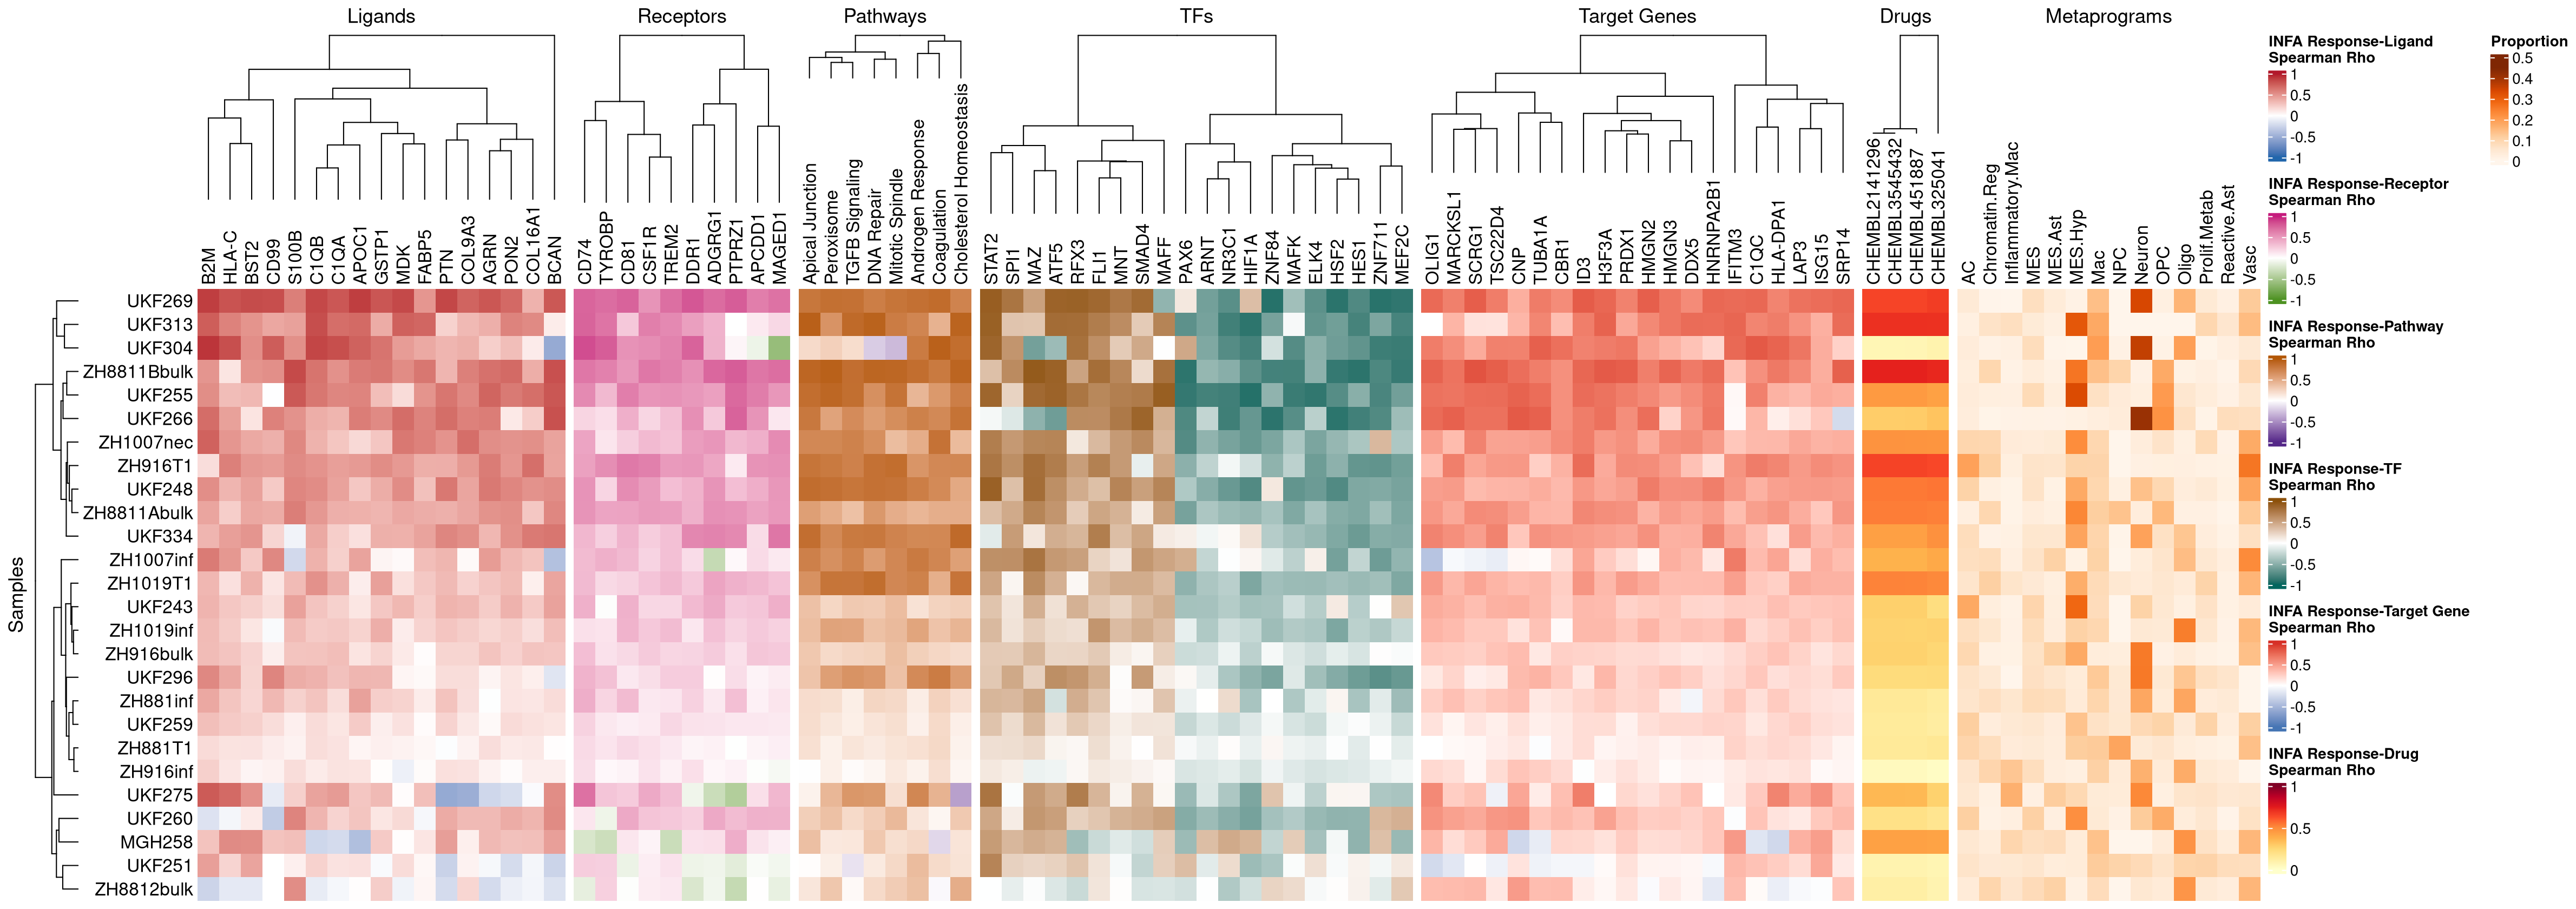 Ligands
Receptors
Pathways
TFs
Target Genes
Drugs
Metaprograms
B2M
HLA-C
BST2
CD99
S100B
C1QB
C1QA
APOC1
GSTP1
MDK
FABP5
PTN
COL9A3
AGRN
PON2
COL16A1
BCAN
CD74
TYROBP
CD81
CSF1R
TREM2
DDR1
ADGRG1
PTPRZ1
APCDD1
MAGED1
Apical Junction
Peroxisome
TGFB Signaling
DNA Repair
Mitotic Spindle
Androgen Response
Coagulation
Cholesterol Homeostasis
STAT2
SPI1
MAZ
ATF5
RFX3
FLI1
MNT
SMAD4
MAFF
PAX6
ARNT
NR3C1
HIF1A
ZNF84
MAFK
ELK4
HSF2
HES1
ZNF711
MEF2C
OLIG1
MARCKSL1
SCRG1
TSC22D4
CNP
TUBA1A
CBR1
ID3
H3F3A
PRDX1
HMGN2
HMGN3
DDX5
HNRNPA2B1
IFITM3
C1QC
HLA-DPA1
LAP3
ISG15
SRP14
CHEMBL2141296
CHEMBL3545432
CHEMBL451887
CHEMBL325041
AC
Chromatin.Reg
Inflammatory.Mac
MES
MES.Ast
MES.Hyp
Mac
NPC
Neuron
OPC
Oligo
Prolif.Metab
Reactive.Ast
Vasc
Samples
UKF269
UKF313
UKF304
ZH8811Bbulk
UKF255
UKF266
ZH1007nec
ZH916T1
UKF248
ZH8811Abulk
UKF334
ZH1007inf
ZH1019T1
UKF243
ZH1019inf
ZH916bulk
UKF296
ZH881inf
UKF259
ZH881T1
ZH916inf
UKF275
UKF260
MGH258
UKF251
ZH8812bulk
INFA Response-Ligand
Spearman Rho
1
0.5
0
-0.5
-1
INFA Response-Receptor
Spearman Rho
1
0.5
0
-0.5
-1
INFA Response-Pathway
Spearman Rho
1
0.5
0
-0.5
-1
INFA Response-TF
Spearman Rho
1
0.5
0
-0.5
-1
INFA Response-Target Gene
Spearman Rho
1
0.5
0
-0.5
-1
INFA Response-Drug
Spearman Rho
1
0.5
0
Proportion
0.5
0.4
0.3
0.2
0.1
0